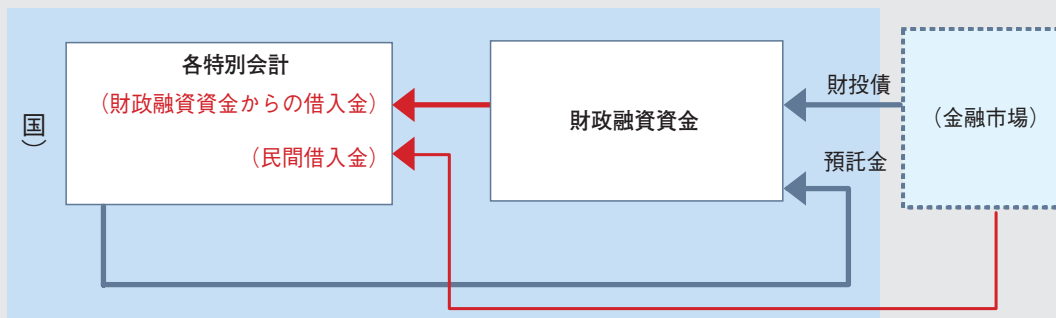 国）
各特別会計
（財政融資資金からの借入金）
（民間借入金）
財政融資資金
財投債
預託金
（金融市場）